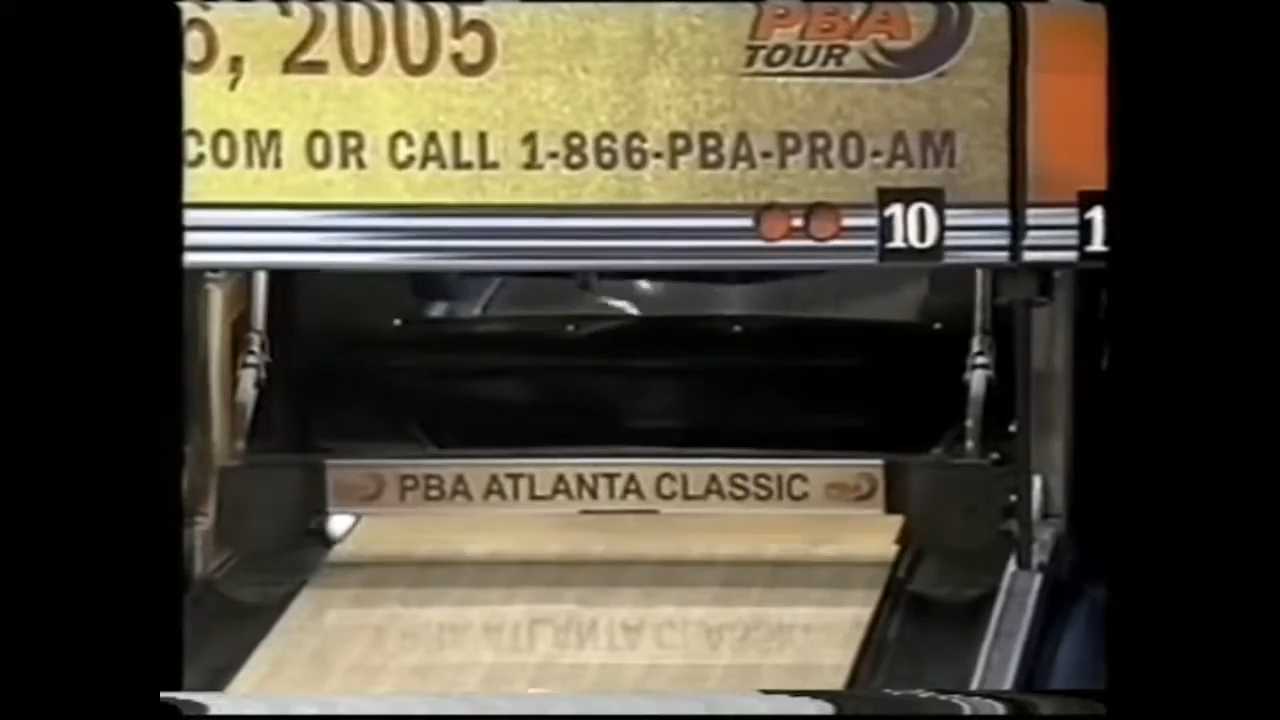 6, 2005
PBA
TOUR
COM OR CALL 1-866-PBA-PRO-AM
10
1
PBA ATLANTA CLASSIC